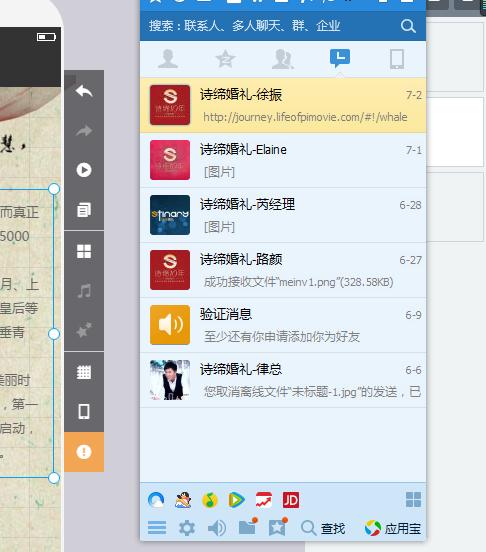 搜索：联系人、多人聊天、群、企业
诗缔婚礼-徐振 7-2
http://journey.lifeofpimovie.com/#!/whale
诗缔婚礼-Elaine 7-1
[图片]
诗缔婚礼-芮经理 6-28
[图片]
诗缔婚礼-路颜 6-27
成功接收文件“meinv1.png”(328.58KB)
验证消息 6-9
至少还有你申请添加你为好友
诗缔婚礼-律总 6-6
您取消离线文件“未标题-1.jpg”的发送，已
查找 应用宝
慧，
而真正
5000
月、上
皇后等
垂青
美丽时
，第一
启动，
。
STINARY
JD